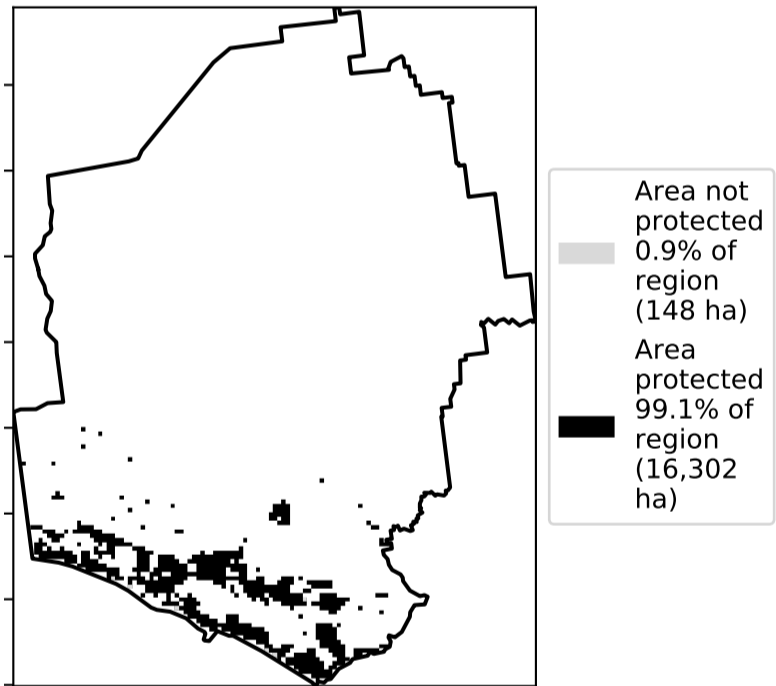 Area not
protected
0.9% of
region
(148 ha)
Area
protected
99.1% of
region
(16,302
ha)